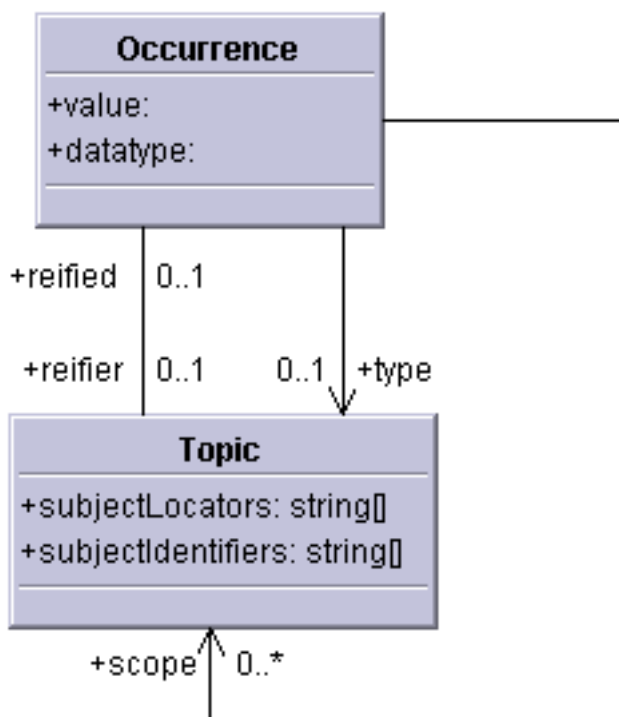 Occurrence
+value:
+datatype:
+reified 0..1
+reifier 0..1 0..1 +type
Topic
+subjectLocators: string[]
+subjectIdentifiers: string[]
+scope 0..*